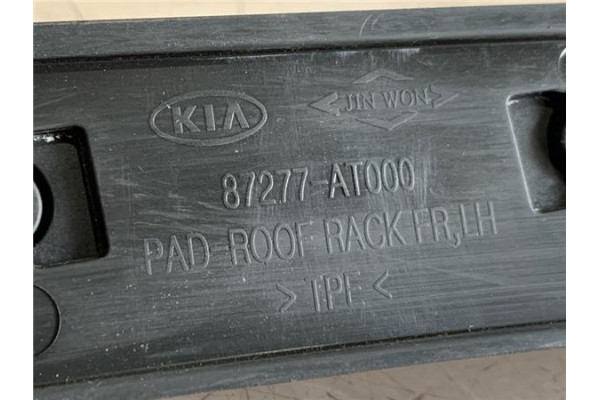 KIA JIN WON
87277-AT000
PAD-ROOF RACK FR,LH
> TPE <